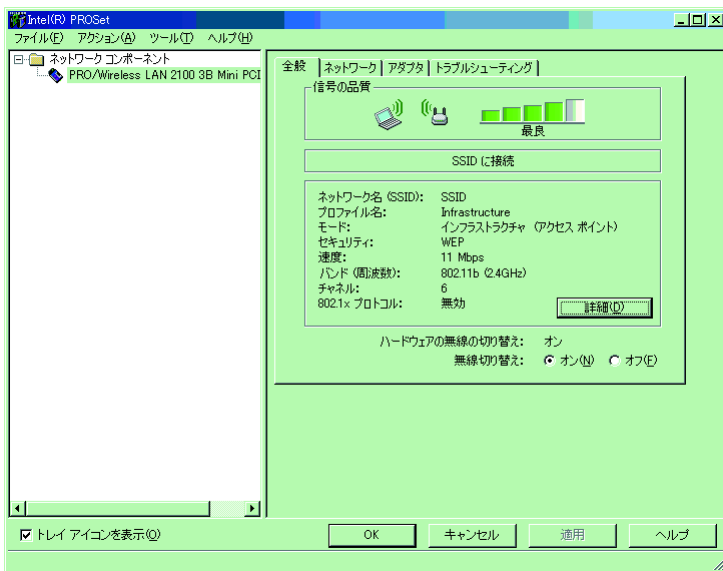 Intel(R) PROSet
ファイル(F) アクション(A) ツール(T) ヘルプ(H)
ネットワーク コンポーネント
PRO/Wireless LAN 2100 3B Mini PCI
全般 ネットワーク アダプタ トラブルシューティング
信号の品質
最良
SSID に接続
ネットワーク名 (SSID): SSID
プロファイル名: Infrastructure
モード: インフラストラクチャ (アクセス ポイント)
セキュリティ: WEP
速度: 11 Mbps
バンド (周波数): 802.11b (2.4GHz)
チャネル: 6
802.1x プロトコル: 無効
詳細(D)
ハードウェアの無線の切り替え: オン
無線切り替え: オン(N) オフ(F)
トレイ アイコンを表示(O)
OK キャンセル 適用 ヘルプ